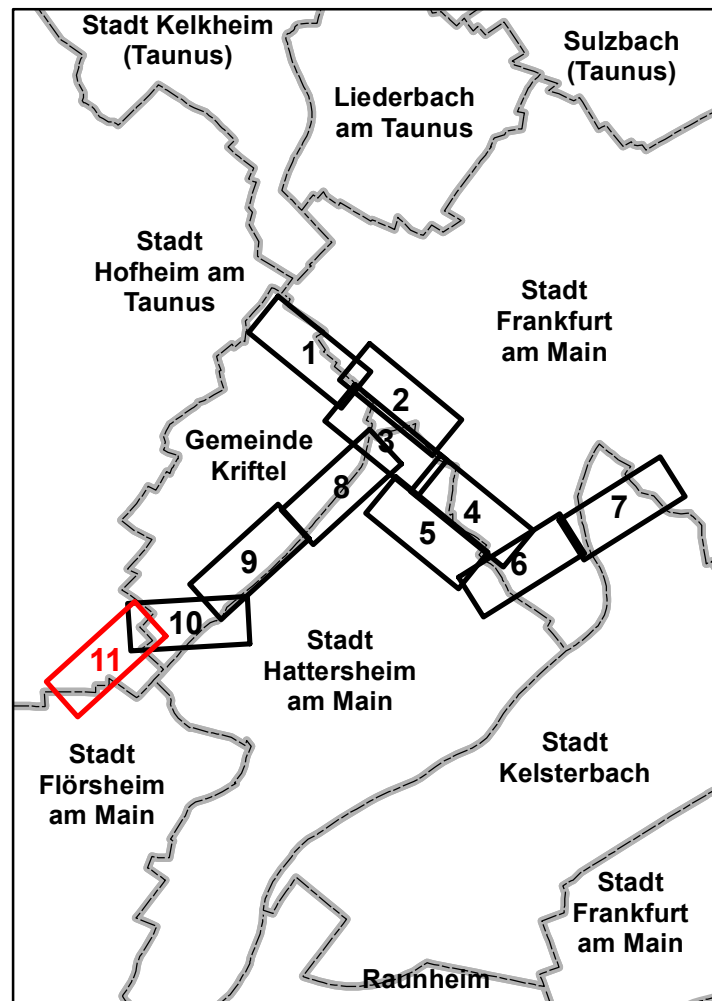 Stadt Kelkheim
(Taunus)
Sulzbach
(Taunus)
Liederbach
am Taunus
Stadt
Hofheim am
Taunus
Stadt
Frankfurt
am Main
1
2
3
Gemeinde
Kriftel
8
4
7
5
6
9
10
11
Stadt
Hattersheim
am Main
Stadt
Flörsheim
am Main
Stadt
Kelsterbach
Stadt
Frankfurt
am Main
Raunheim